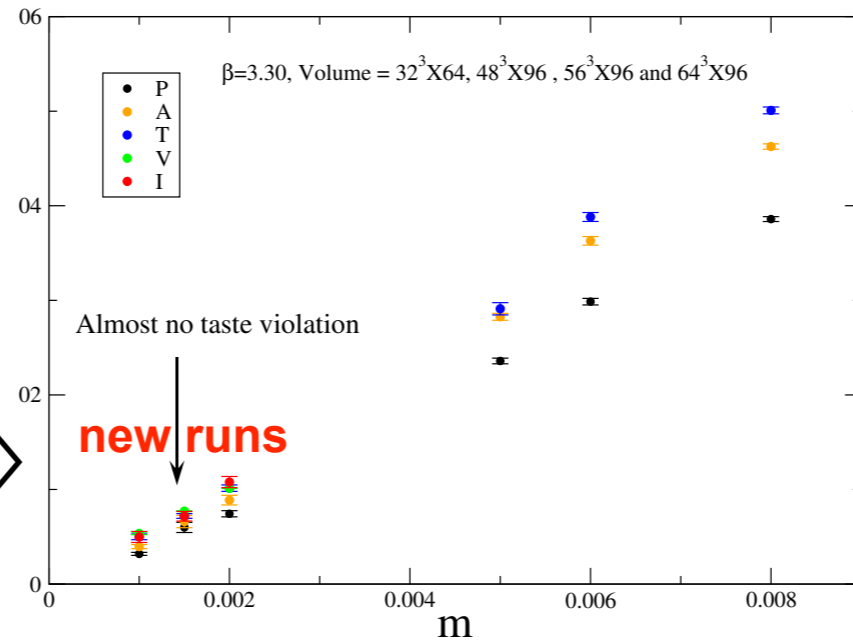 06
β=3.30, Volume = 32³X64, 48³X96 , 56³X96 and 64³X96
P
A
T
V
I
04
Almost no taste violation
02
new runs
0
0 0.002 0.004 0.006 0.008
m